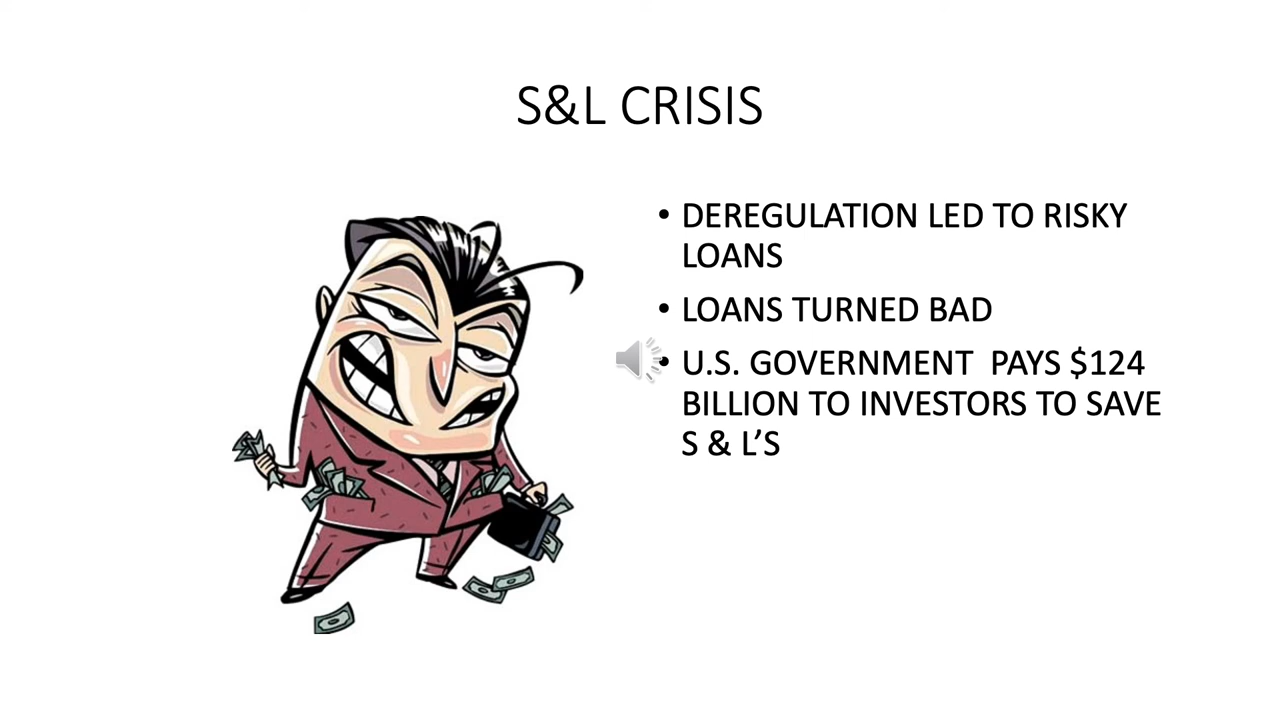 S&L CRISIS
• DEREGULATION LED TO RISKY
LOANS
• LOANS TURNED BAD
• U.S. GOVERNMENT  PAYS $124
BILLION TO INVESTORS TO SAVE
S & L’S